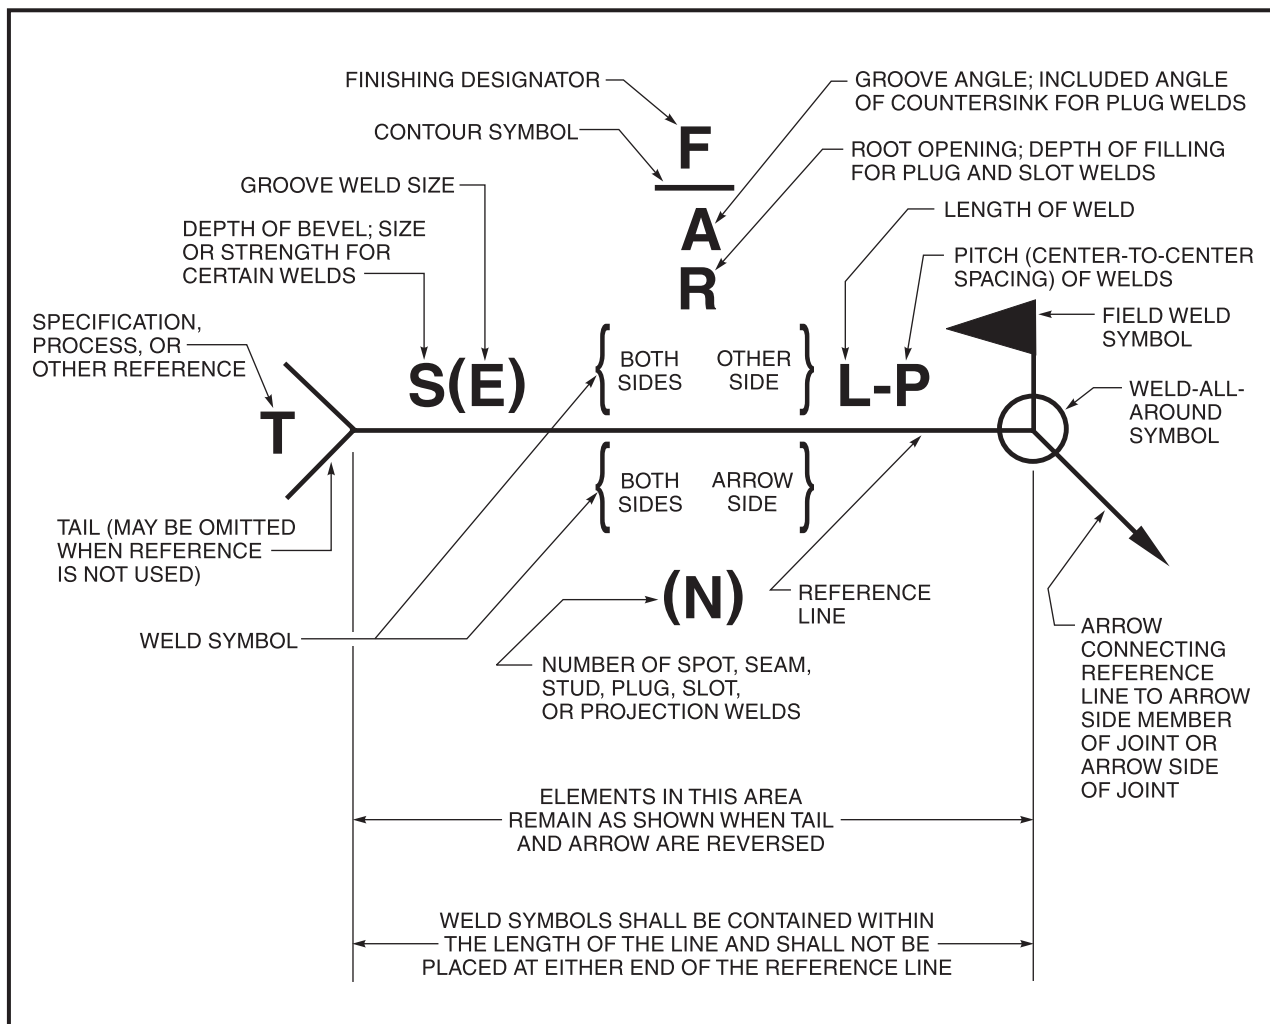 FINISHING DESIGNATOR
CONTOUR SYMBOL
GROOVE WELD SIZE
DEPTH OF BEVEL; SIZE
OR STRENGTH FOR
CERTAIN WELDS
SPECIFICATION,
PROCESS, OR
OTHER REFERENCE
F
A
R
GROOVE ANGLE; INCLUDED ANGLE
OF COUNTERSINK FOR PLUG WELDS
ROOT OPENING; DEPTH OF FILLING
FOR PLUG AND SLOT WELDS
LENGTH OF WELD
PITCH (CENTER-TO-CENTER
SPACING) OF WELDS
FIELD WELD
SYMBOL
WELD-ALL-
AROUND
SYMBOL
T
S(E)
BOTH
SIDES
OTHER
SIDE
L-P
BOTH
SIDES
ARROW
SIDE
TAIL (MAY BE OMITTED
WHEN REFERENCE
IS NOT USED)
WELD SYMBOL
(N)
REFERENCE
LINE
NUMBER OF SPOT, SEAM,
STUD, PLUG, SLOT,
OR PROJECTION WELDS
ARROW
CONNECTING
REFERENCE
LINE TO ARROW
SIDE MEMBER
OF JOINT OR
ARROW SIDE
OF JOINT
ELEMENTS IN THIS AREA
REMAIN AS SHOWN WHEN TAIL
AND ARROW ARE REVERSED
WELD SYMBOLS SHALL BE CONTAINED WITHIN
THE LENGTH OF THE LINE AND SHALL NOT BE
PLACED AT EITHER END OF THE REFERENCE LINE